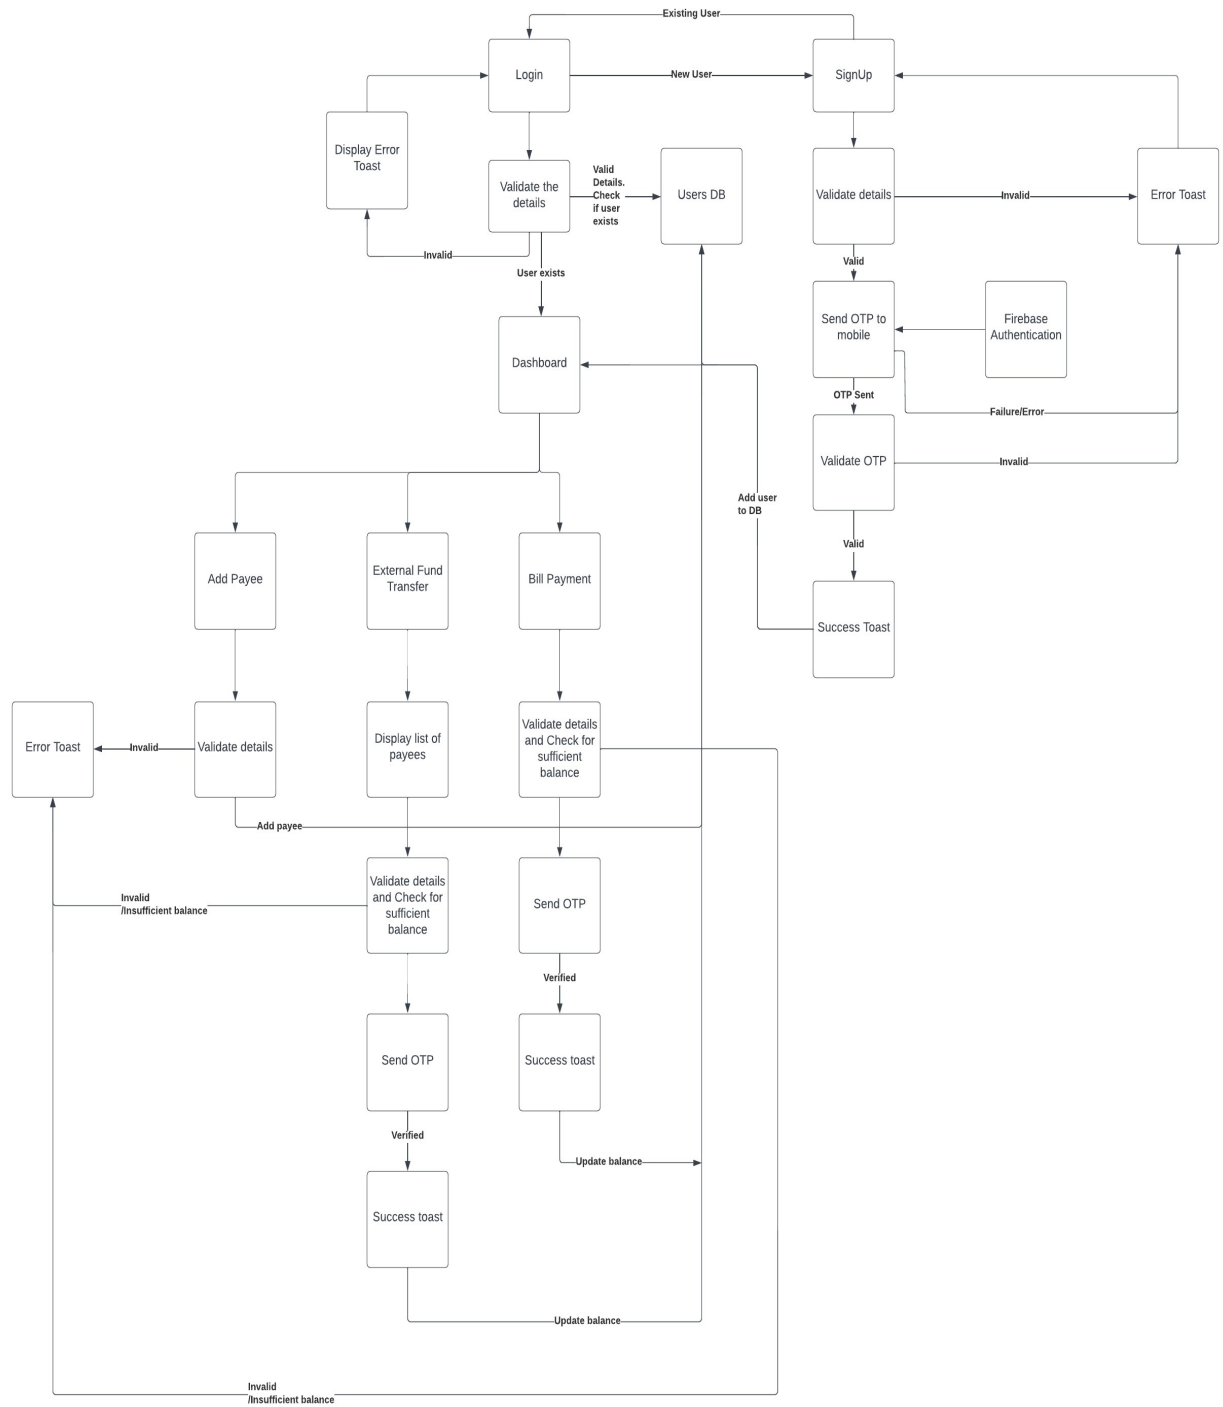 Existing User
Login
New User
SignUp
Display Error
Toast
Validate the
details
Valid
Details.
Check
if user
exists
Users DB
Validate details
Invalid
Error Toast
Invalid
User exists
Valid
Send OTP to
mobile
Firebase
Authentication
Dashboard
OTP Sent
Failure/Error
Validate OTP
Invalid
Add user
to DB
Valid
Add Payee
External Fund
Transfer
Bill Payment
Success Toast
Error Toast
Invalid
Validate details
Display list of
payees
Validate details
and Check for
sufficient
balance
Add payee
Invalid
/Insufficient balance
Validate details
and Check for
sufficient
balance
Send OTP
Verified
Send OTP
Success toast
Verified
Update balance
Success toast
Update balance
Invalid
/Insufficient balance